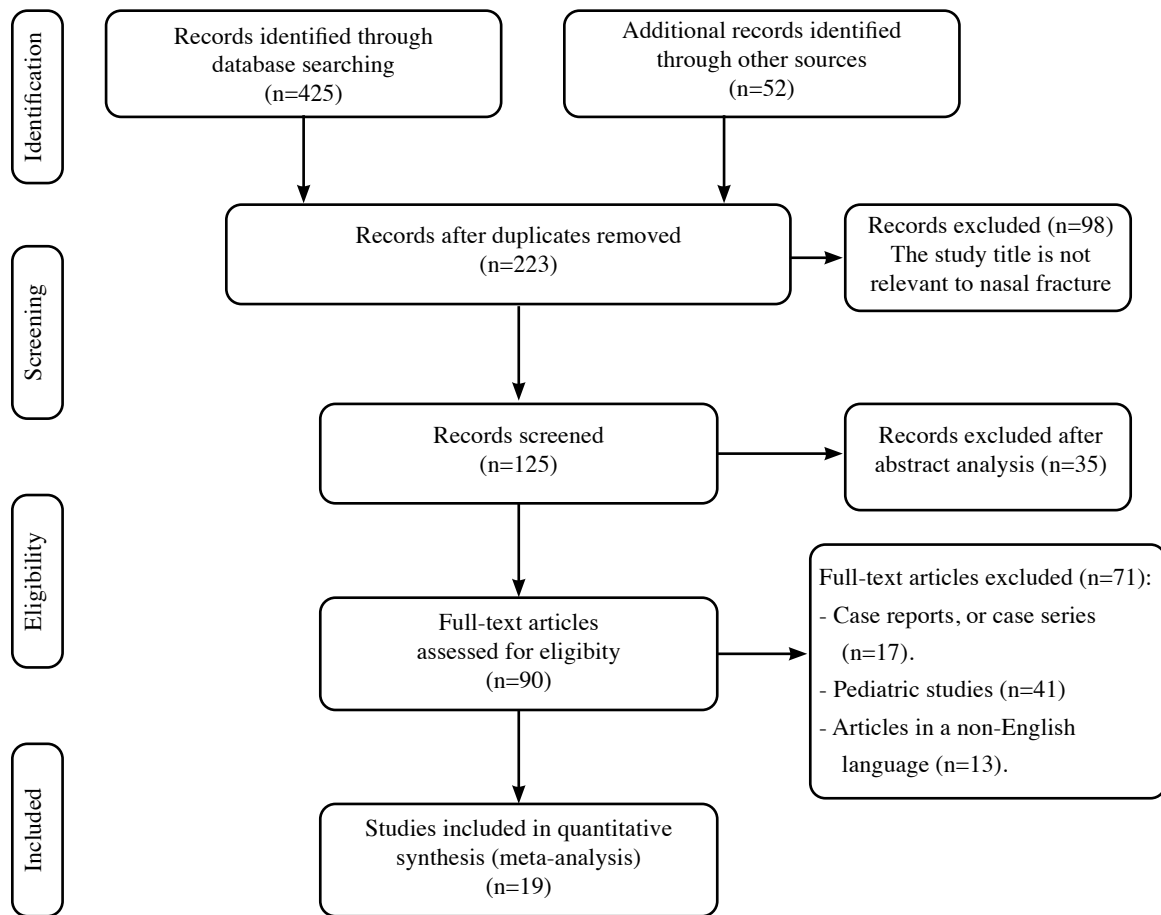 Identification
Records identified through
database searching
(n=425)
Additional records identified
through other sources
(n=52)
Records after duplicates removed
(n=223)
Records excluded (n=98)
The study title is not
relevant to nasal fracture
Screening
Records screened
(n=125)
Records excluded after
abstract analysis (n=35)
Eligibility
Full-text articles
assessed for eligibity
(n=90)
Full-text articles excluded (n=71):
- Case reports, or case series
(n=17).
- Pediatric studies (n=41)
- Articles in a non-English
language (n=13).
Included
Studies included in quantitative
synthesis (meta-analysis)
(n=19)